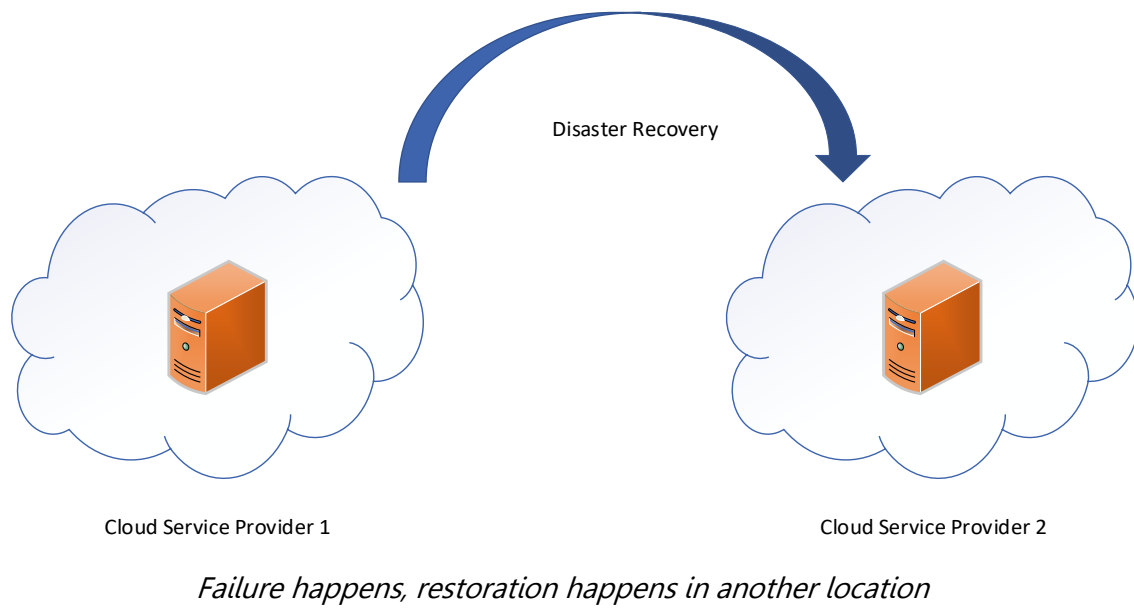 Disaster Recovery
Cloud Service Provider 1
Cloud Service Provider 2
Failure happens, restoration happens in another location